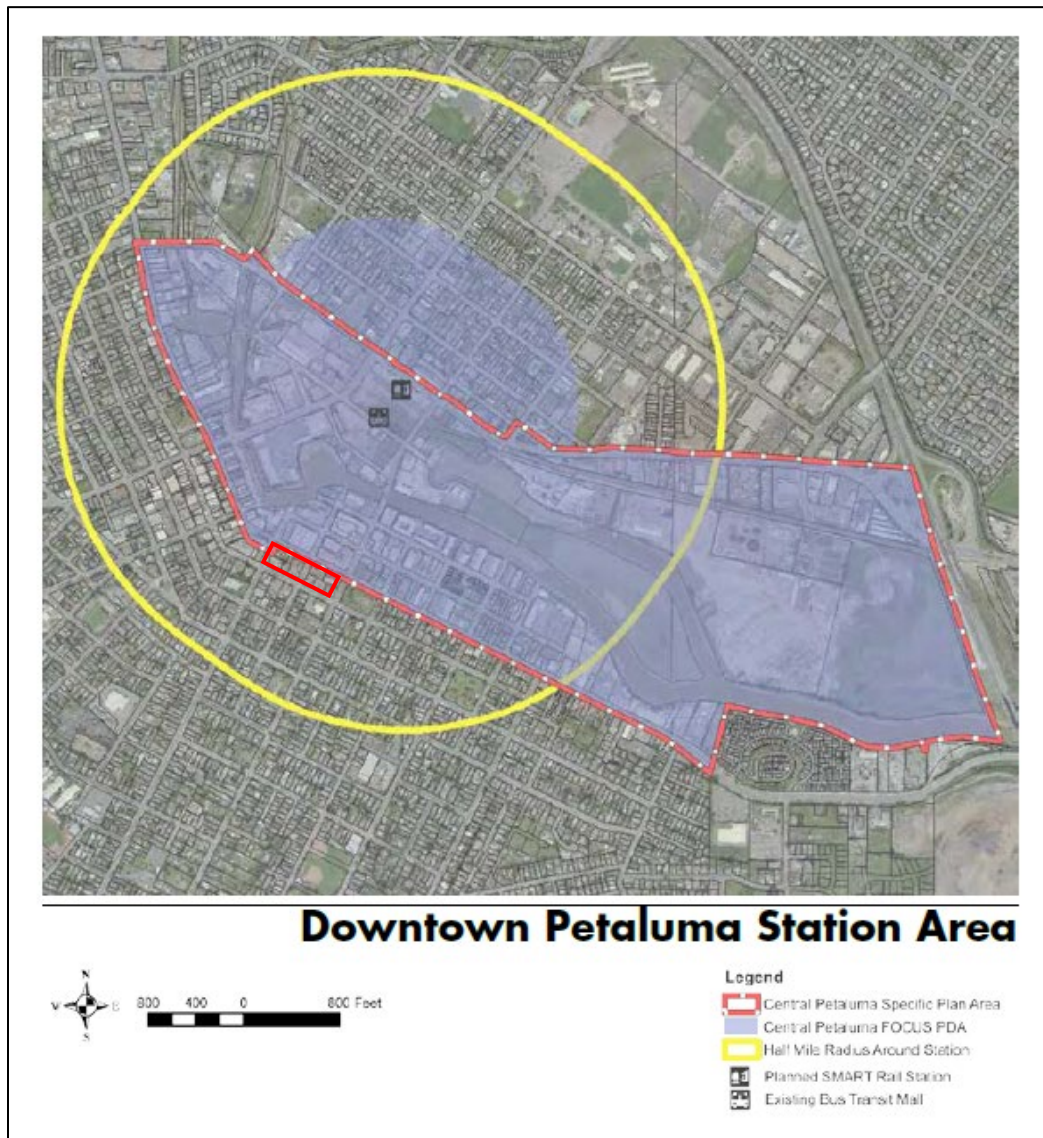 Downtown Petaluma Station Area
N
W
E
S
800 400 0 800 Feet
Legend
Central Petaluma Specific Plan Area
Central Petaluma FOCUS PDA
Half Mile Radius Around Station
Planned SMART Rail Station
Existing Bus Transit Mall